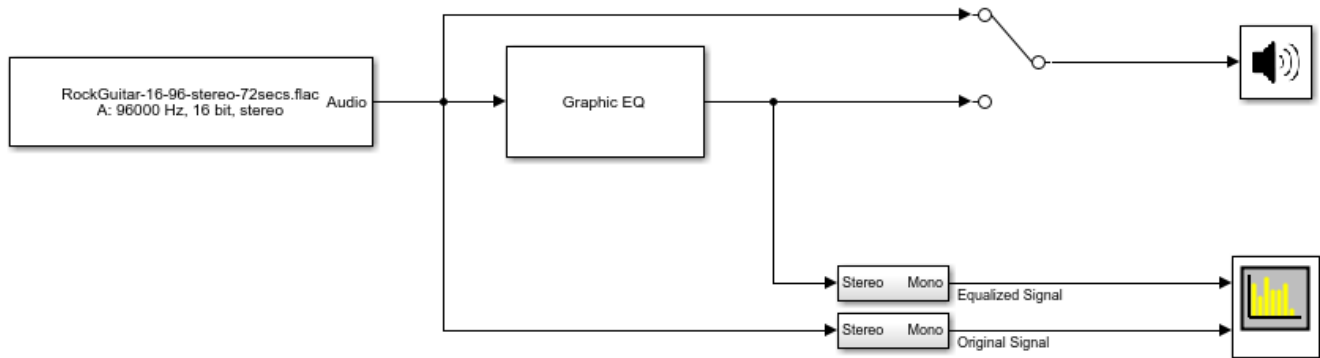 RockGuitar-16-96-stereo-72secs.flac
A: 96000 Hz, 16 bit, stereo
Audio
Graphic EQ
Stereo Mono
Equalized Signal
Stereo Mono
Original Signal